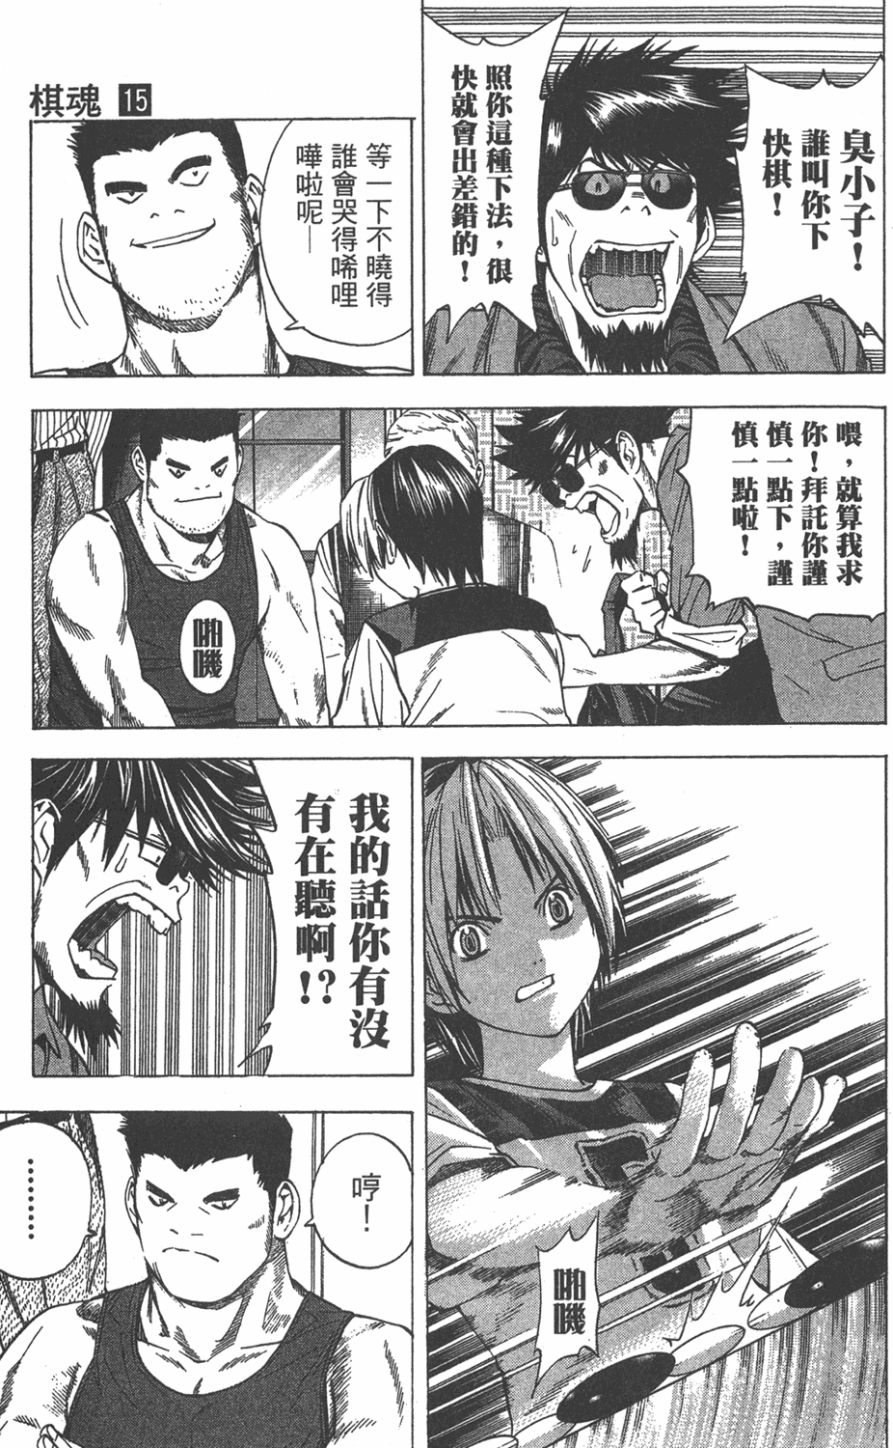 棋魂 15
臭小子！
誰叫你下
快棋！
照你這種下法，很
快就會出差錯的！
等一下不曉得
誰會哭得唏哩
嘩啦呢—
喂，就算我求
你！拜託你謹
慎一點下，謹
慎一點啦！
啪嘰
啪嘰
我的話你有沒
有在聽啊!?
哼！
………